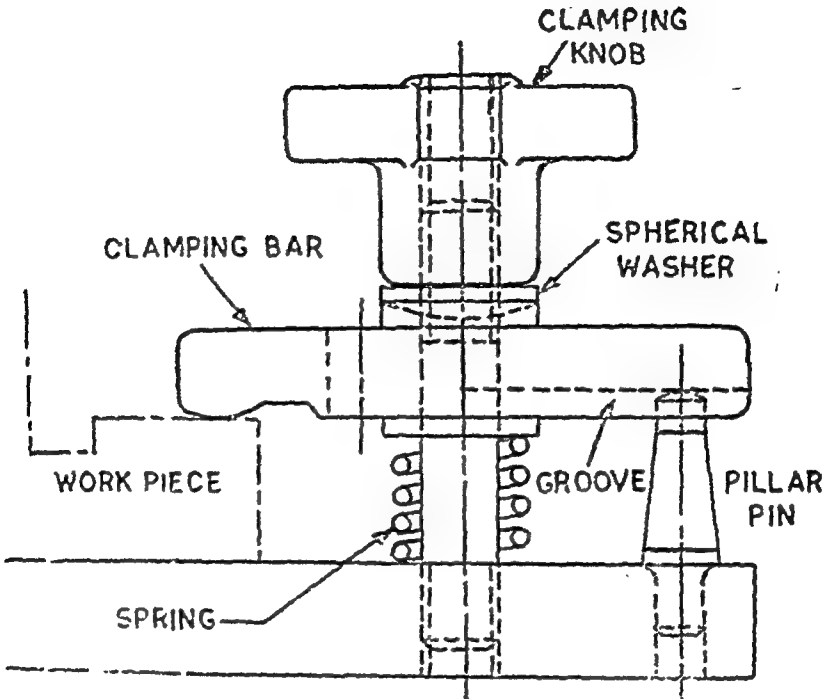 CLAMPING
KNOB
CLAMPING BAR
SPHERICAL
WASHER
WORK PIECE
GROOVE
PILLAR
PIN
SPRING